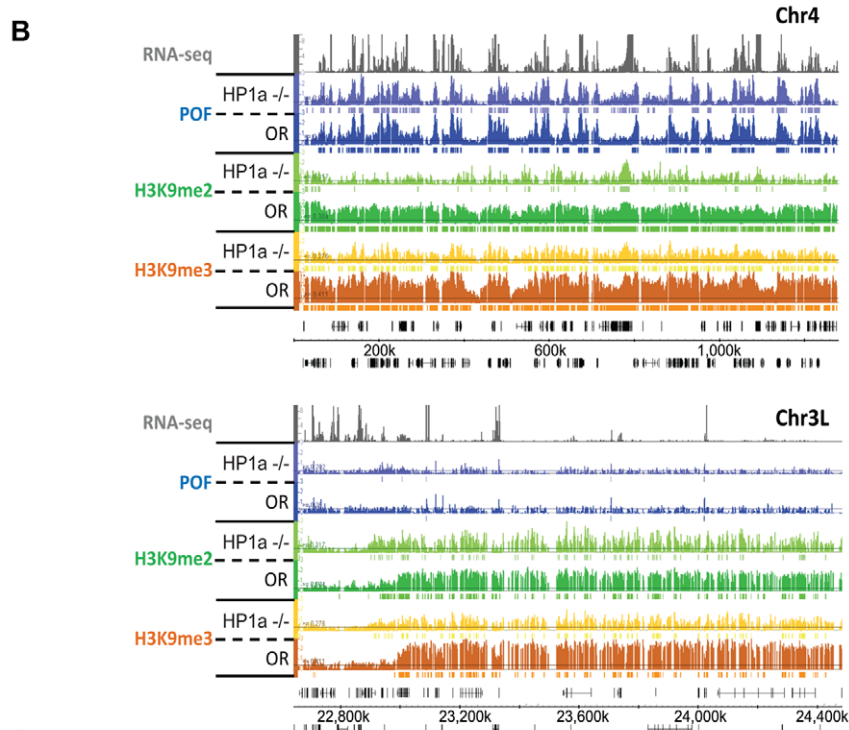 B
Chr4
RNA-seq
HP1a -/-
POF
OR
HP1a -/-
H3K9me2
OR
HP1a -/-
H3K9me3
OR
200k 600k 1,000k
Chr3L
RNA-seq
HP1a -/-
POF
OR
HP1a -/-
H3K9me2
OR
HP1a -/-
H3K9me3
OR
22,800k 23,200k 23,600k 24,000k 24,400k